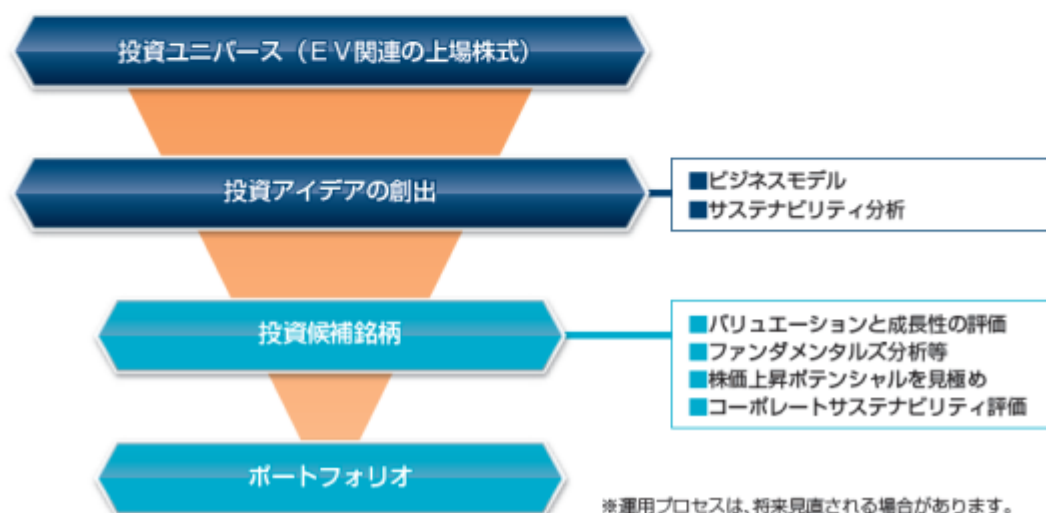 投資ユニバース（ＥＶ関連の上場株式）
投資アイデアの創出
■ビジネスモデル
■サステナビリティ分析
投資候補銘柄
■バリュエーションと成長性の評価
■ファンダメンタルズ分析等
■株価上昇ポテンシャルを見極め
■コーポレートサステナビリティ評価
ポートフォリオ
※運用プロセスは、将来見直される場合があります。